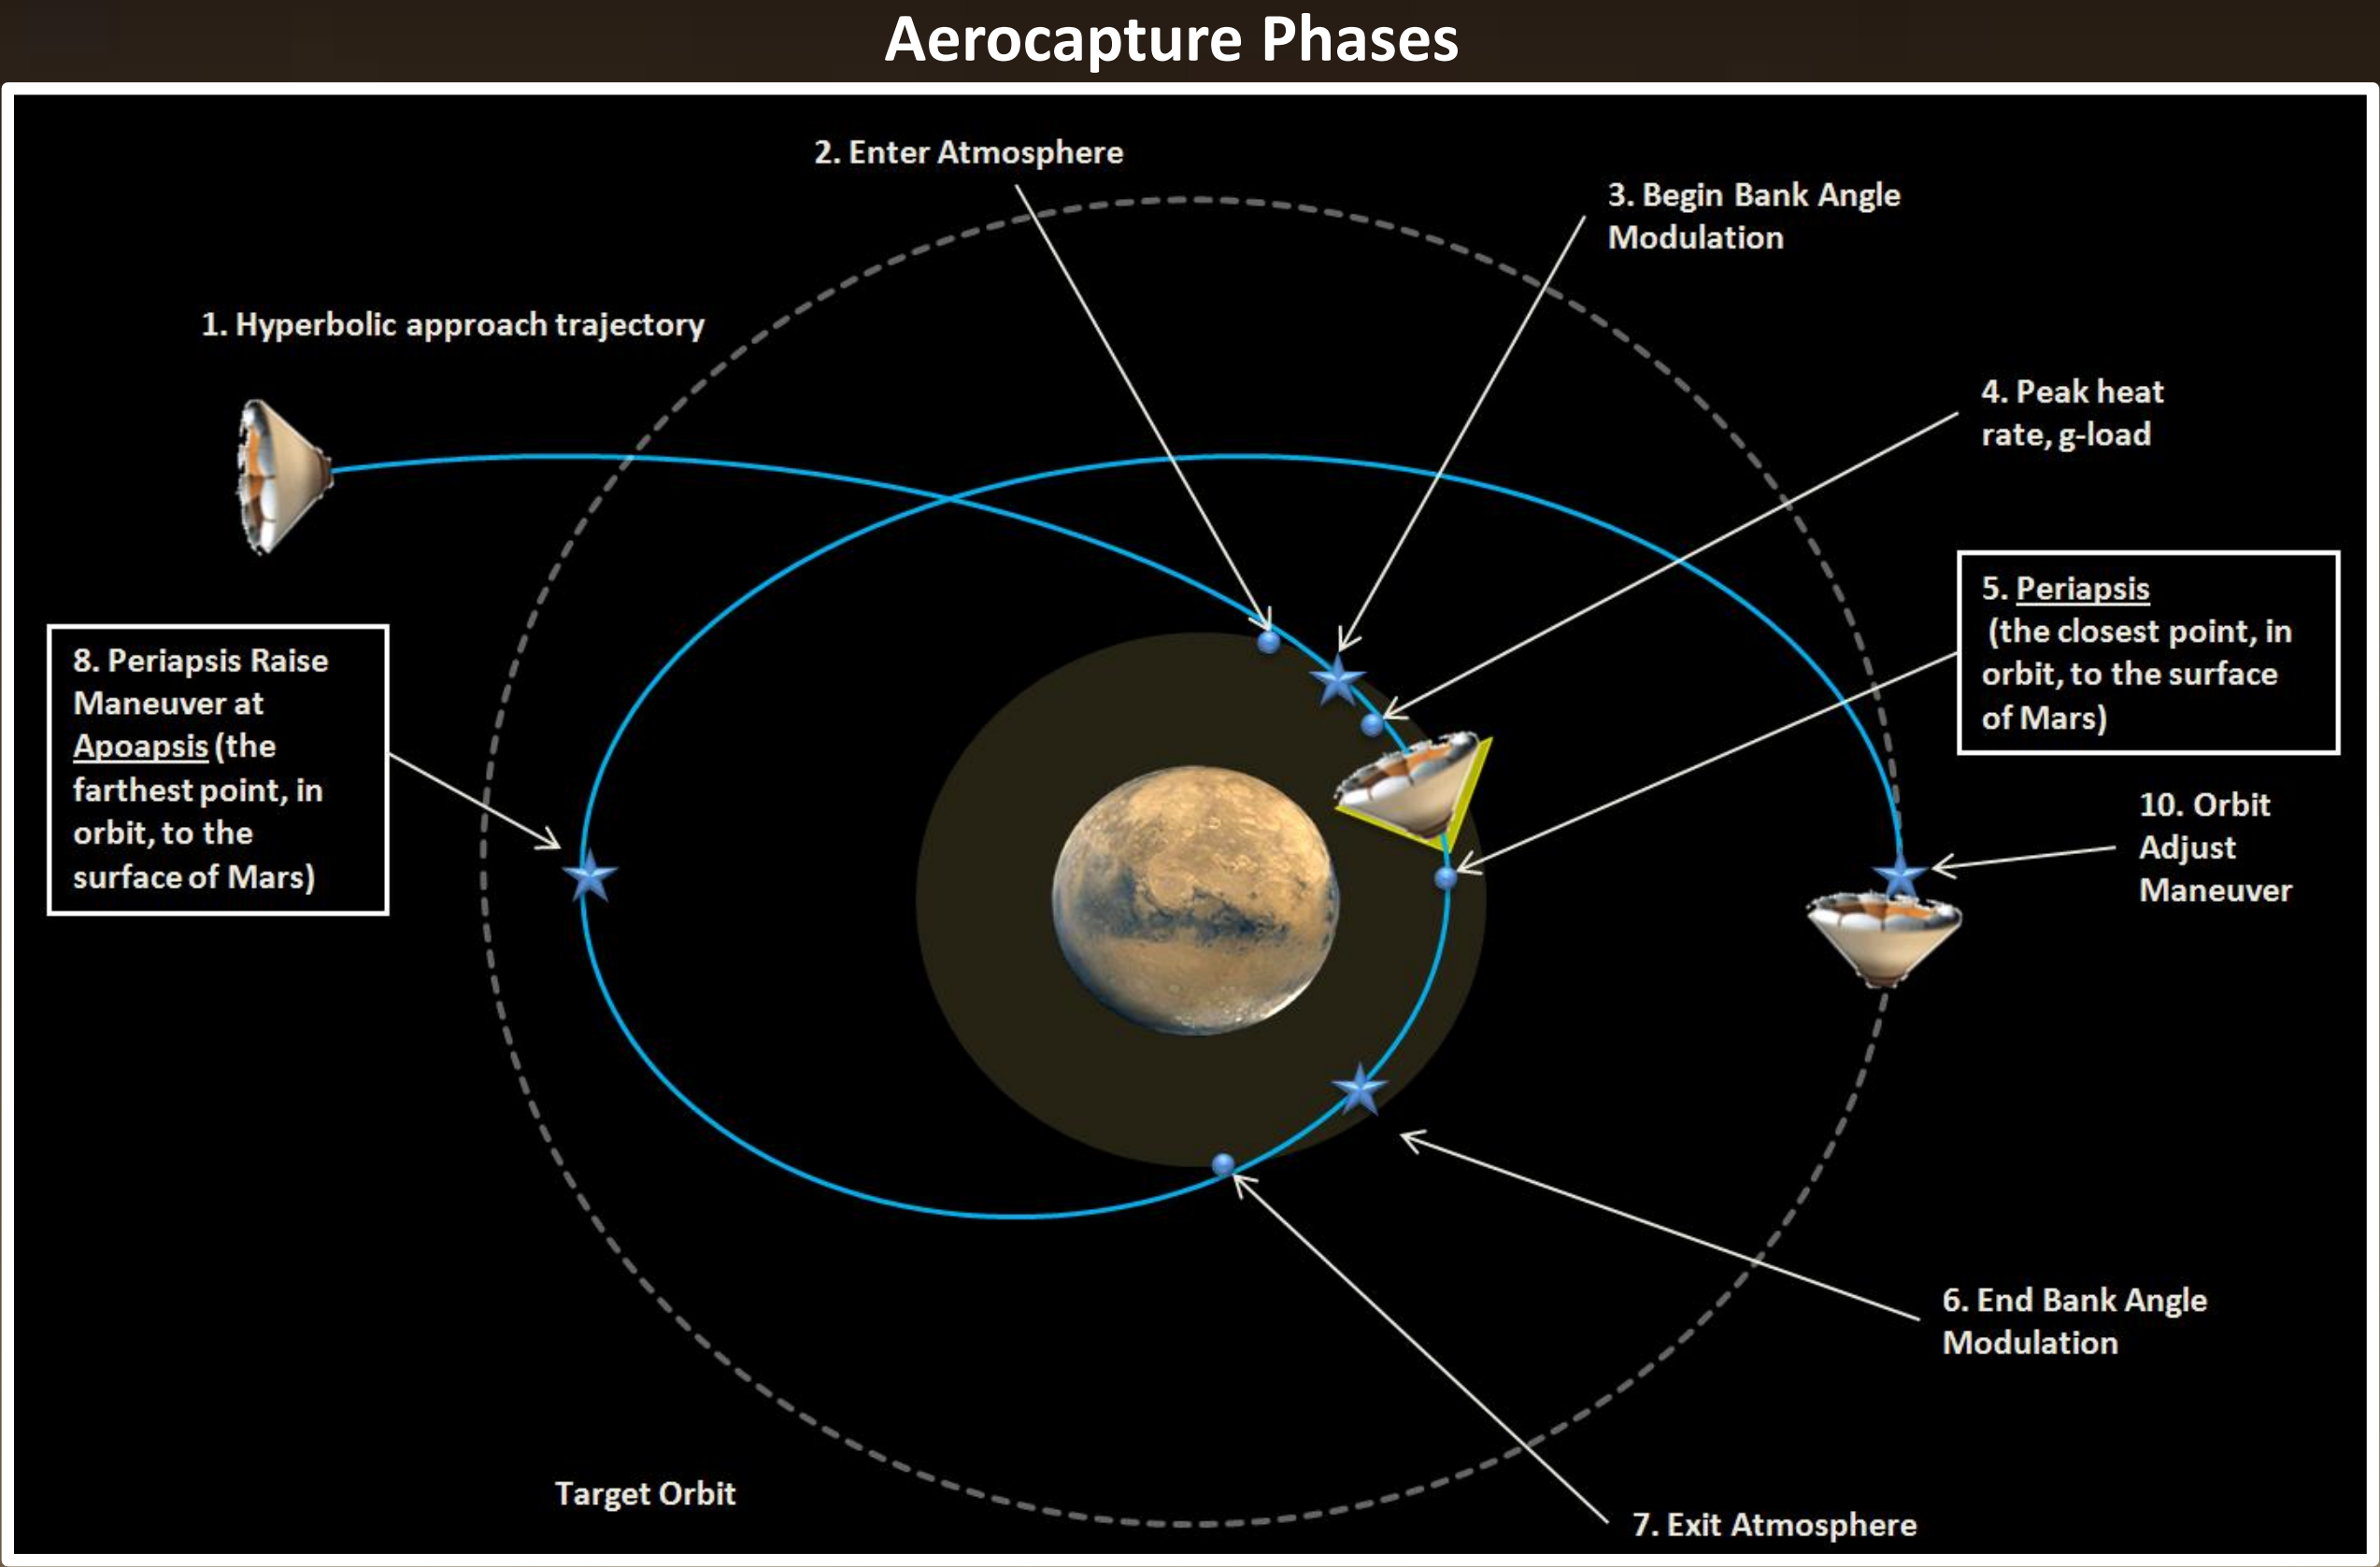 Aerocapture Phases
2. Enter Atmosphere
3. Begin Bank Angle
Modulation
1. Hyperbolic approach trajectory
4. Peak heat
rate, g-load
5. Periapsis
(the closest point, in
orbit, to the surface
of Mars)
8. Periapsis Raise
Maneuver at
Apoapsis (the
farthest point, in
orbit, to the
surface of Mars)
10. Orbit
Adjust
Maneuver
6. End Bank Angle
Modulation
Target Orbit
7. Exit Atmosphere